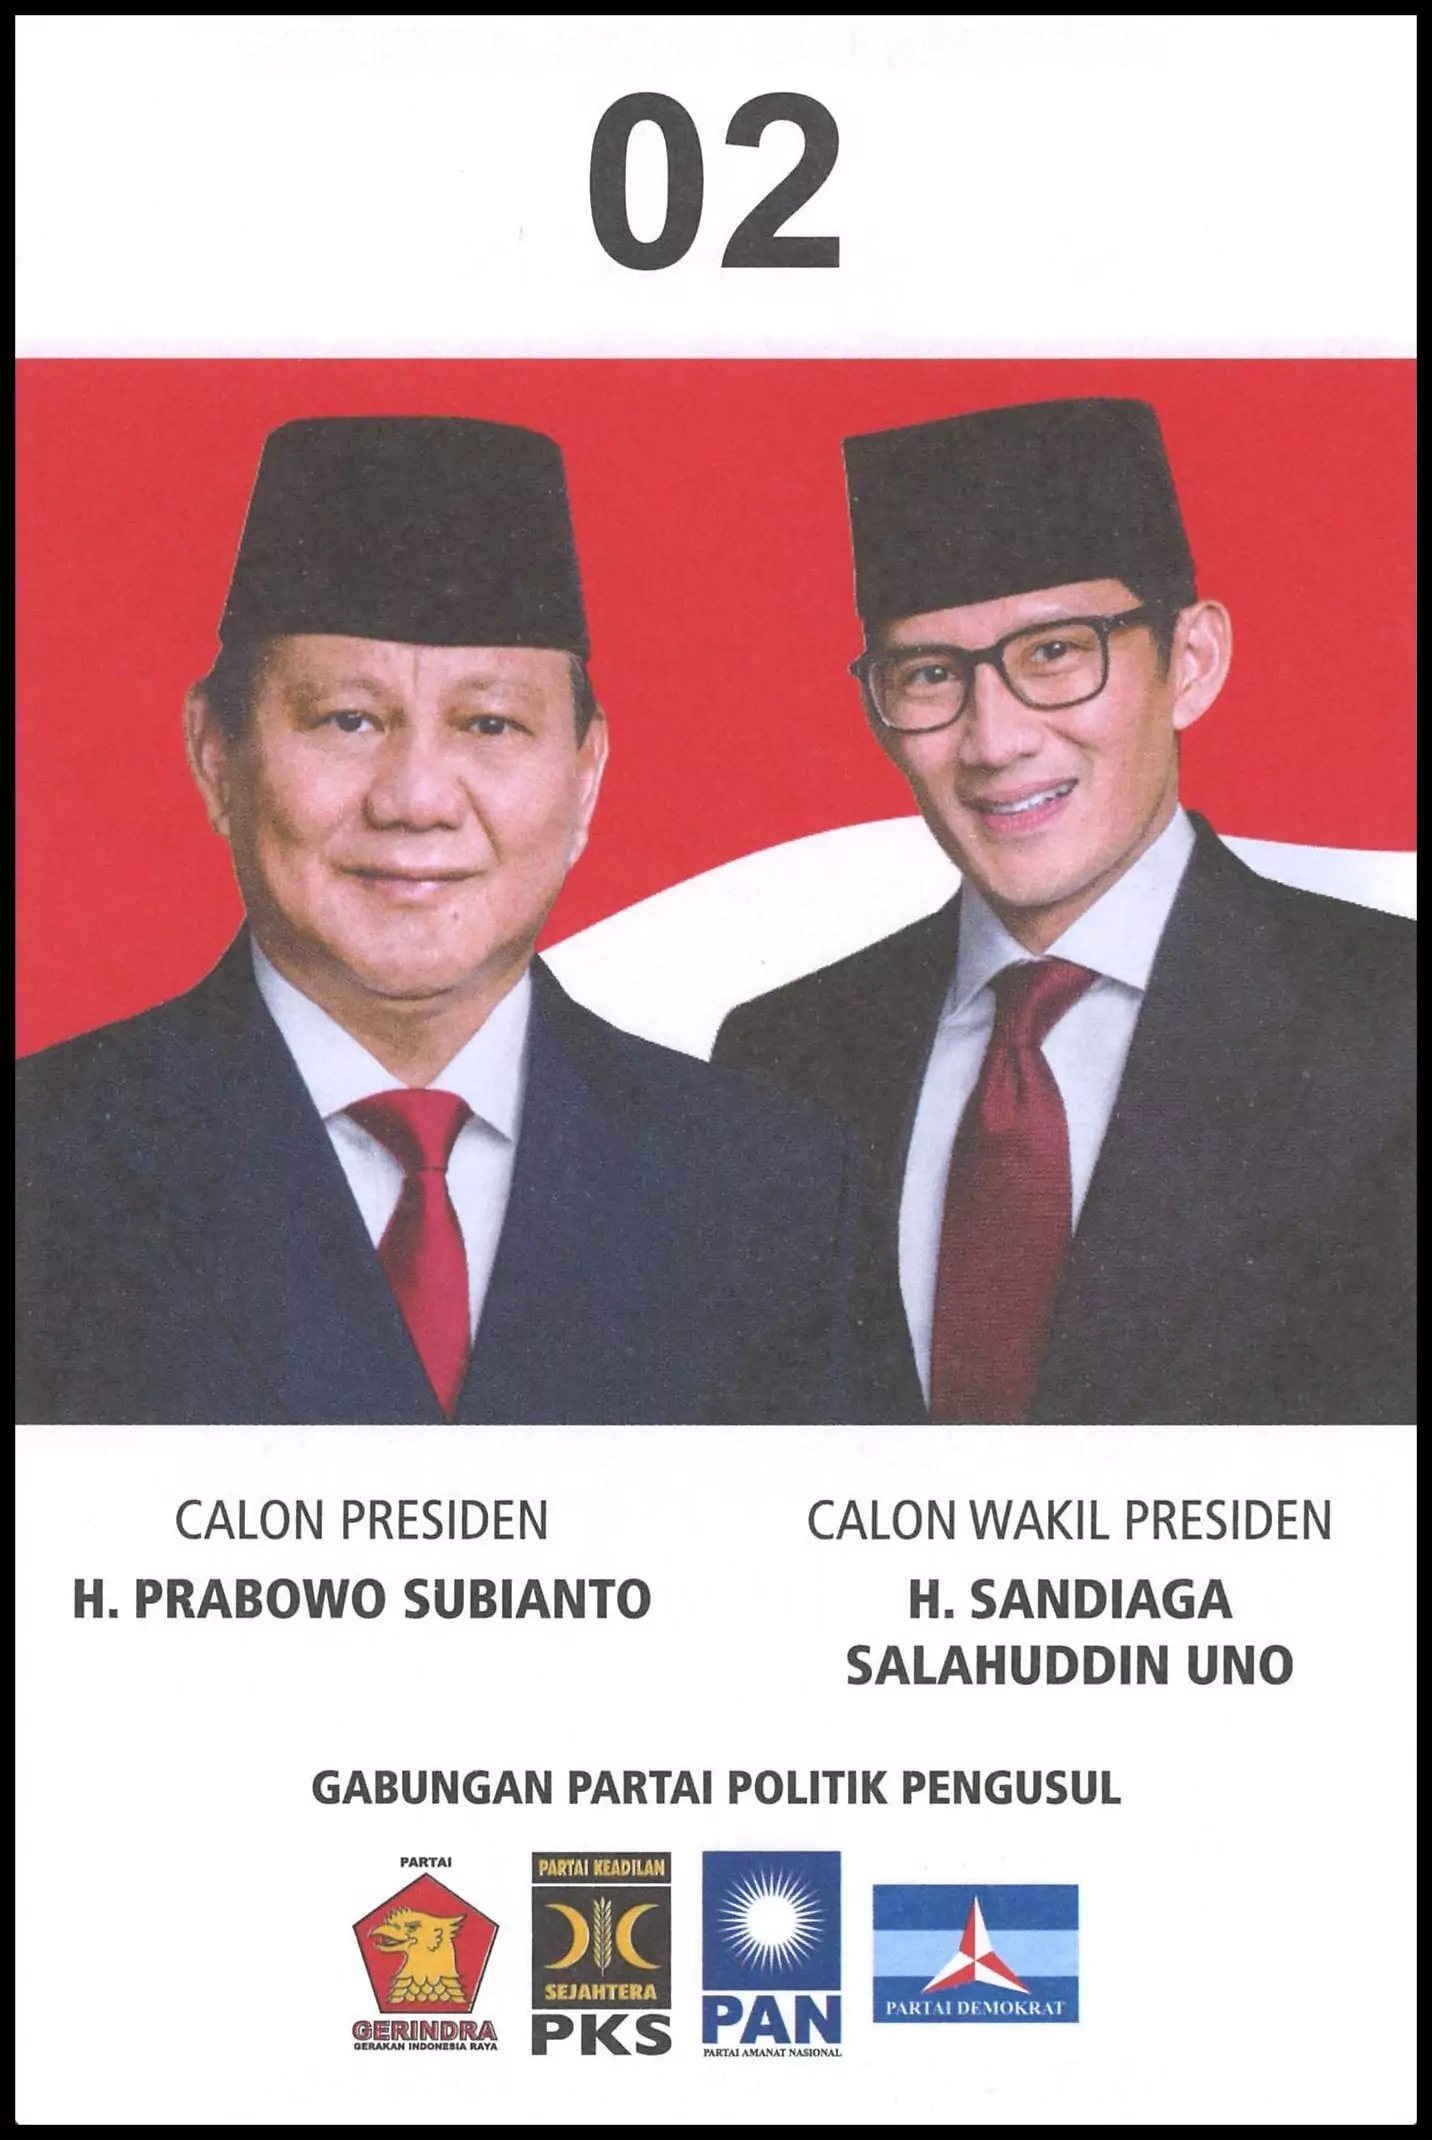 02
CALON PRESIDEN
H. PRABOWO SUBIANTO
CALON WAKIL PRESIDEN
H. SANDIAGA
SALAHUDDIN UNO
GABUNGAN PARTAI POLITIK PENGUSUL
PARTAI
GERINDRA
GERAKAN INDONESIA RAYA
PARTAI KEADILAN
SEJAHTERA
PKS
PAN
PARTAI AMANAT NASIONAL
PARTAI DEMOKRAT